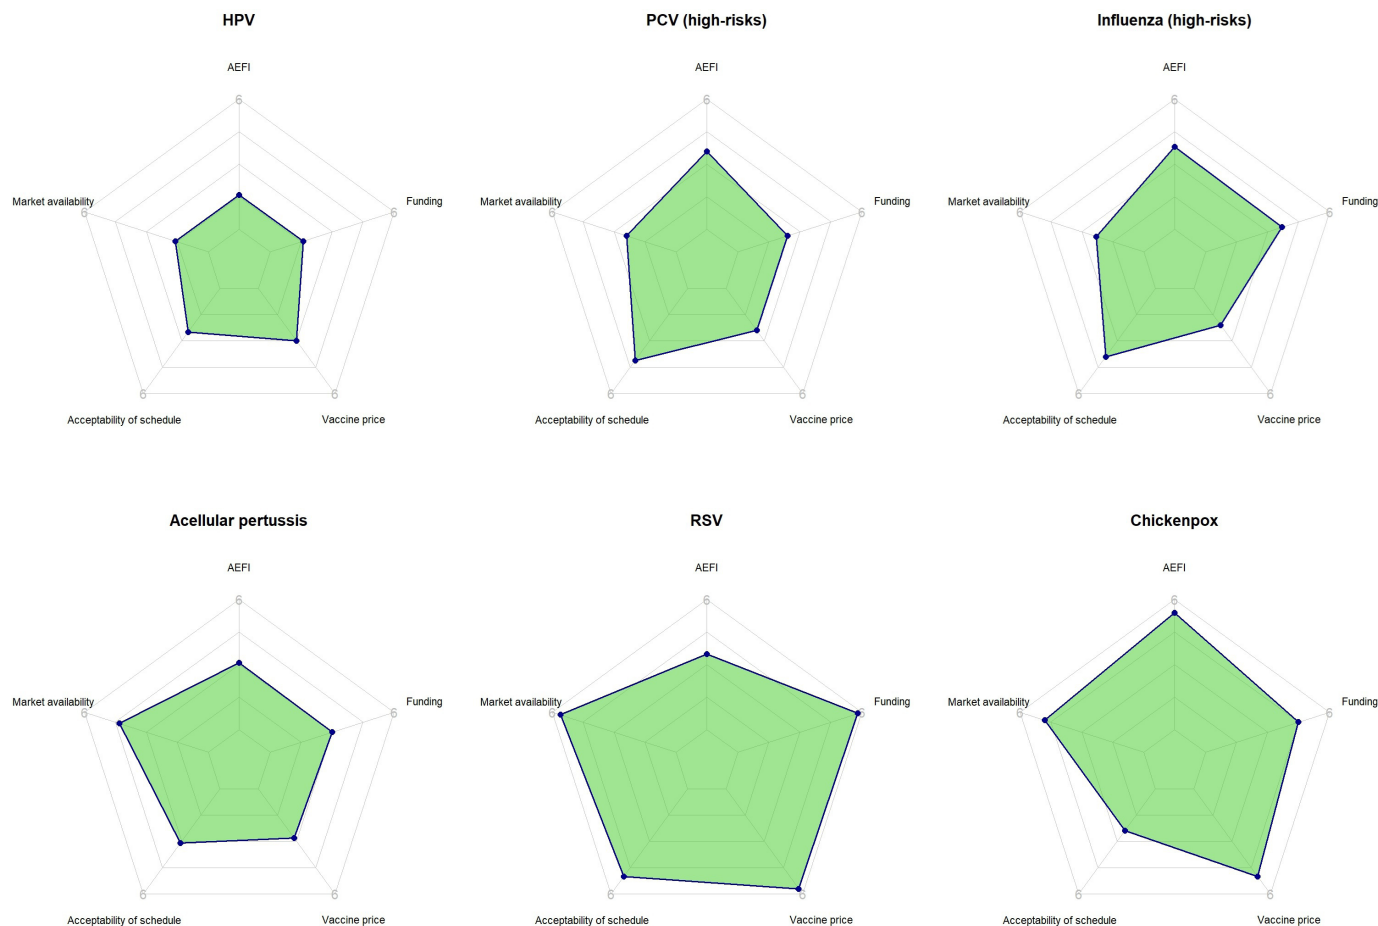 HPV
PCV (high-risks)
Influenza (high-risks)
AEFI
AEFI
AEFI
6
6
6
Market availability
Funding
Market availability
Funding
Market availability
Funding
6
6
6
6
6
6
6
6
6
6
6
6
Acceptability of schedule
Vaccine price
Acceptability of schedule
Vaccine price
Acceptability of schedule
Vaccine price
Acellular pertussis
RSV
Chickenpox
AEFI
AEFI
AEFI
6
6
6
Market availability
Funding
Market availability
Funding
Market availability
Funding
6
6
6
6
6
6
6
6
6
6
6
6
Acceptability of schedule
Vaccine price
Acceptability of schedule
Vaccine price
Acceptability of schedule
Vaccine price